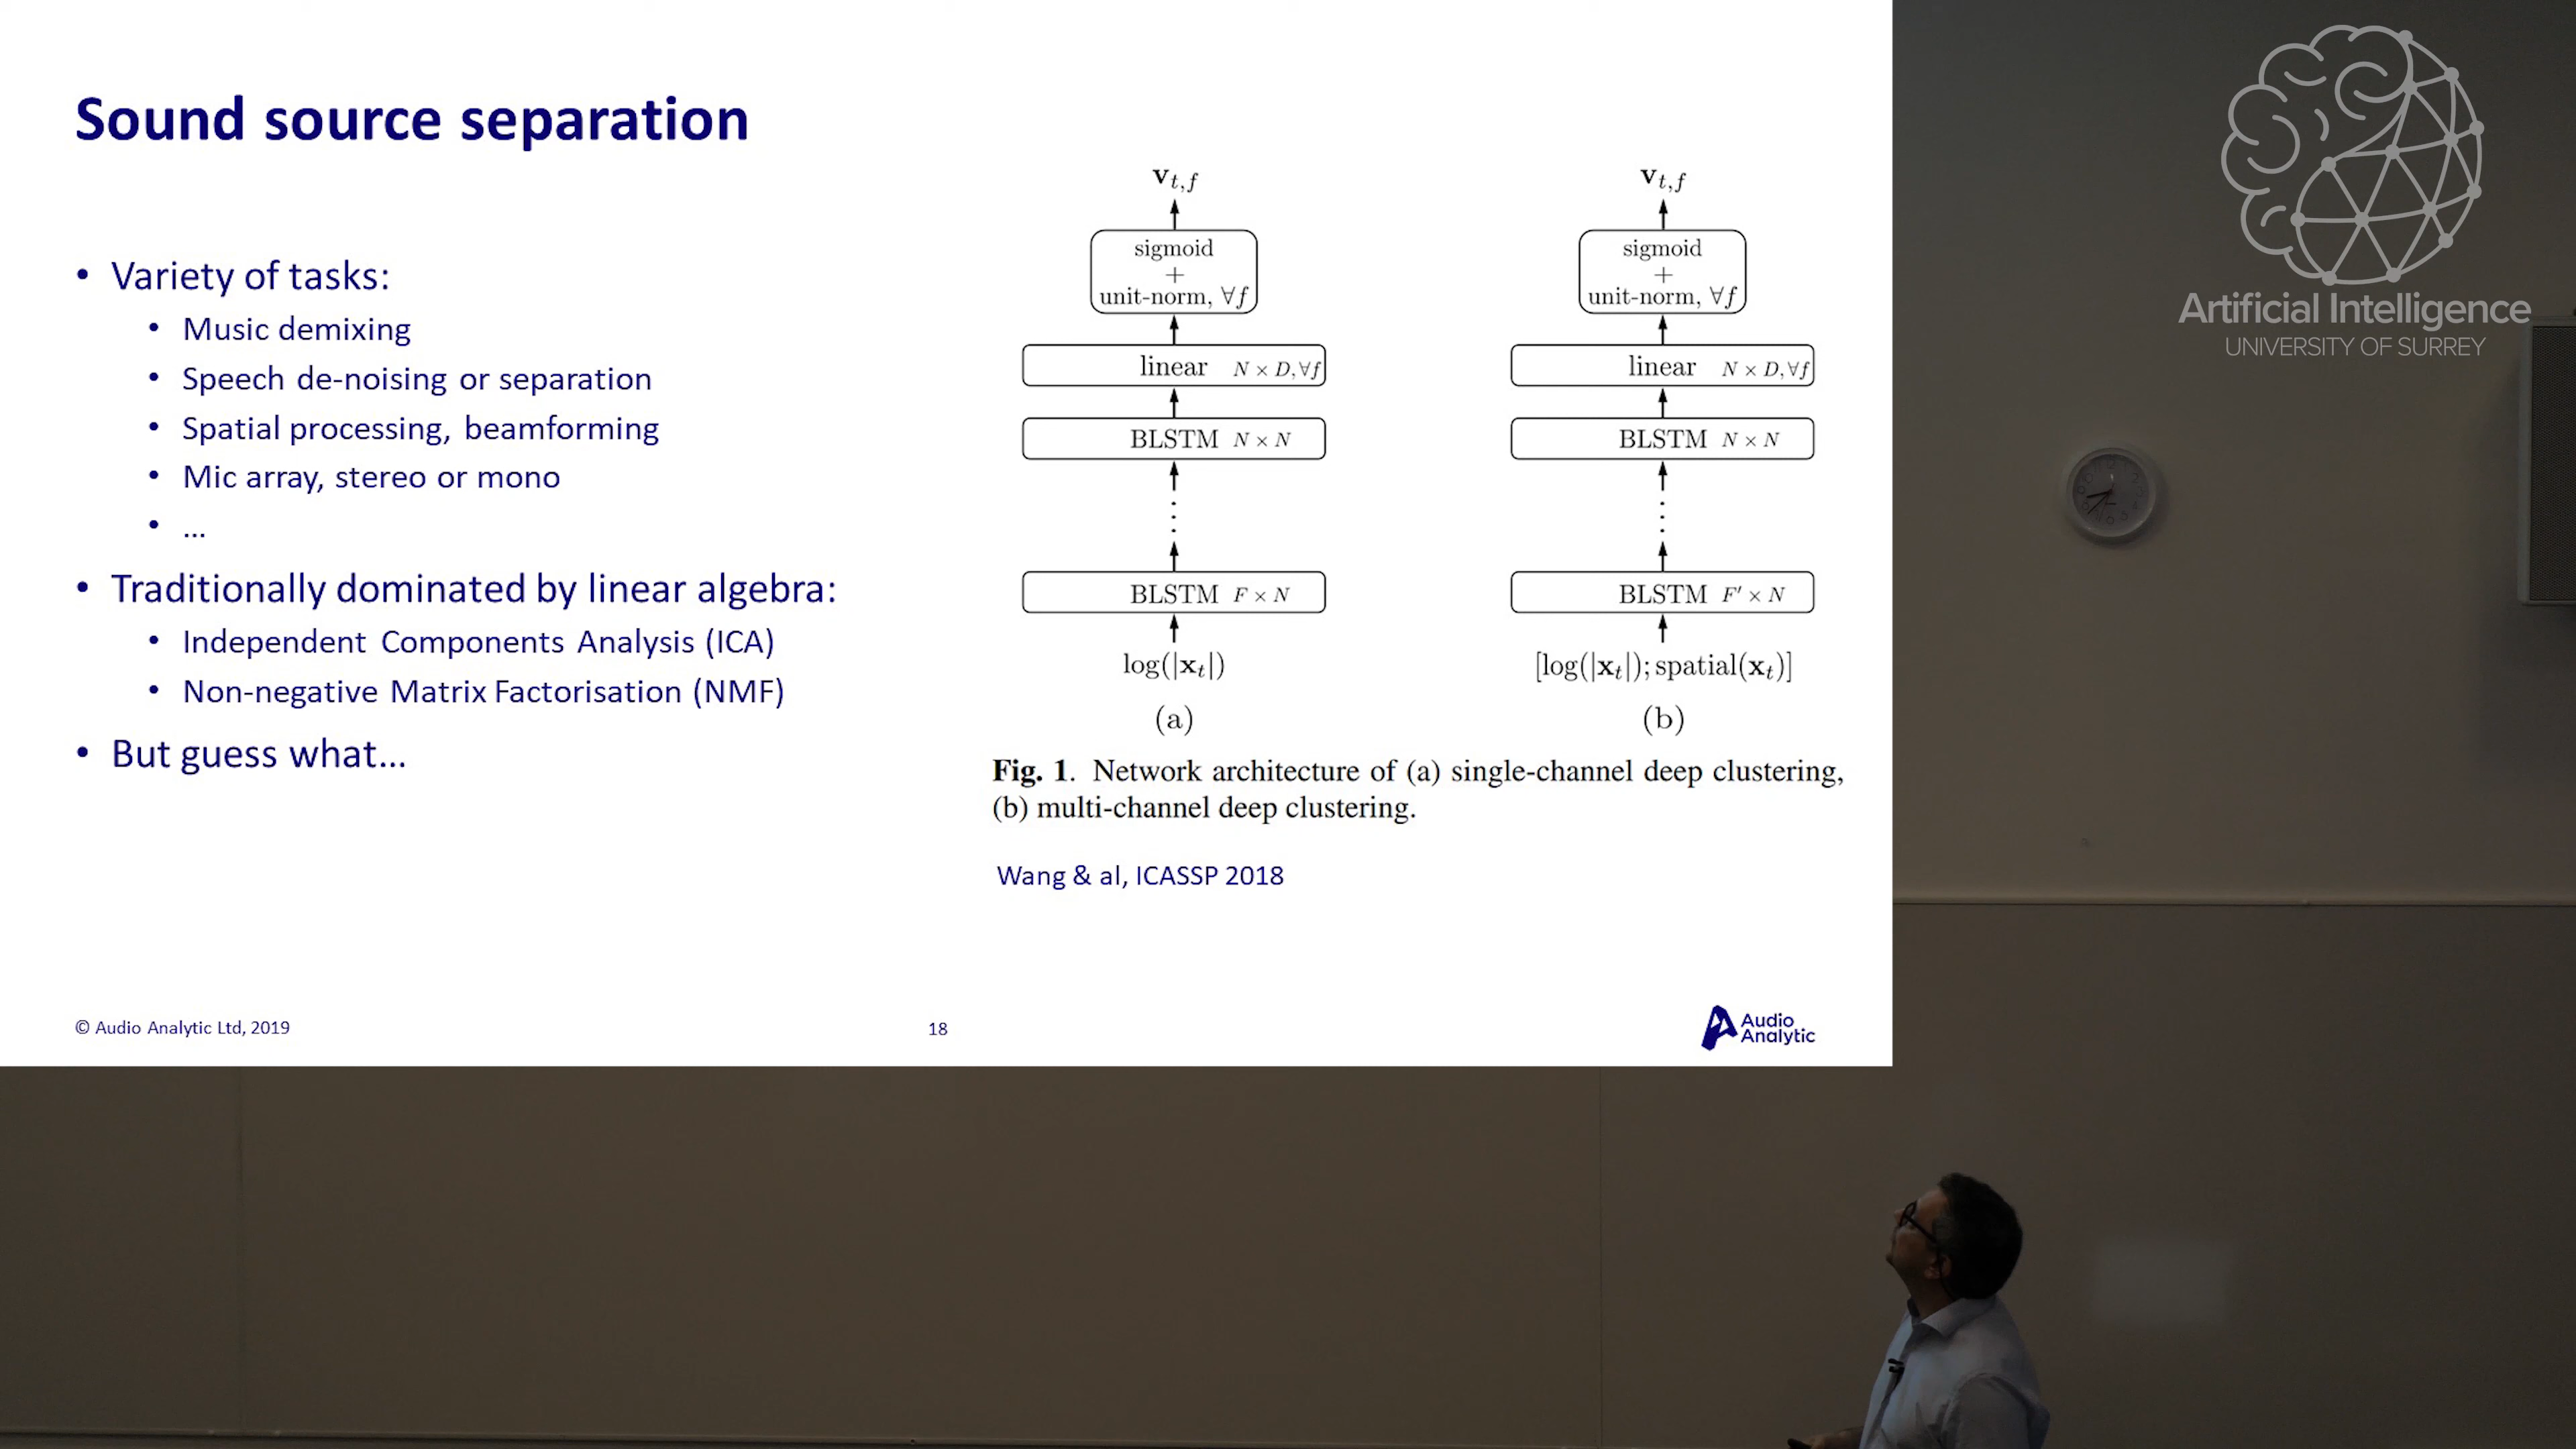 Sound source separation
• Variety of tasks:
• Music demixing
• Speech de-noising or separation
• Spatial processing, beamforming
• Mic array, stereo or mono
• ...
• Traditionally dominated by linear algebra:
• Independent Components Analysis (ICA)
• Non-negative Matrix Factorisation (NMF)
• But guess what...
v_{t,f}
sigmoid
+
unit-norm, ∀f
linear N × D, ∀f
BLSTM N × N
BLSTM F × N
log(|x_t|)
(a)
v_{t,f}
sigmoid
+
unit-norm, ∀f
linear N × D, ∀f
BLSTM N × N
BLSTM F′ × N
[log(|x_t|); spatial(x_t)]
(b)
Fig. 1. Network architecture of (a) single-channel deep clustering,
(b) multi-channel deep clustering.
Wang & al, ICASSP 2018
© Audio Analytic Ltd, 2019
18
Audio
Analytic
Artificial Intelligence
UNIVERSITY OF SURREY